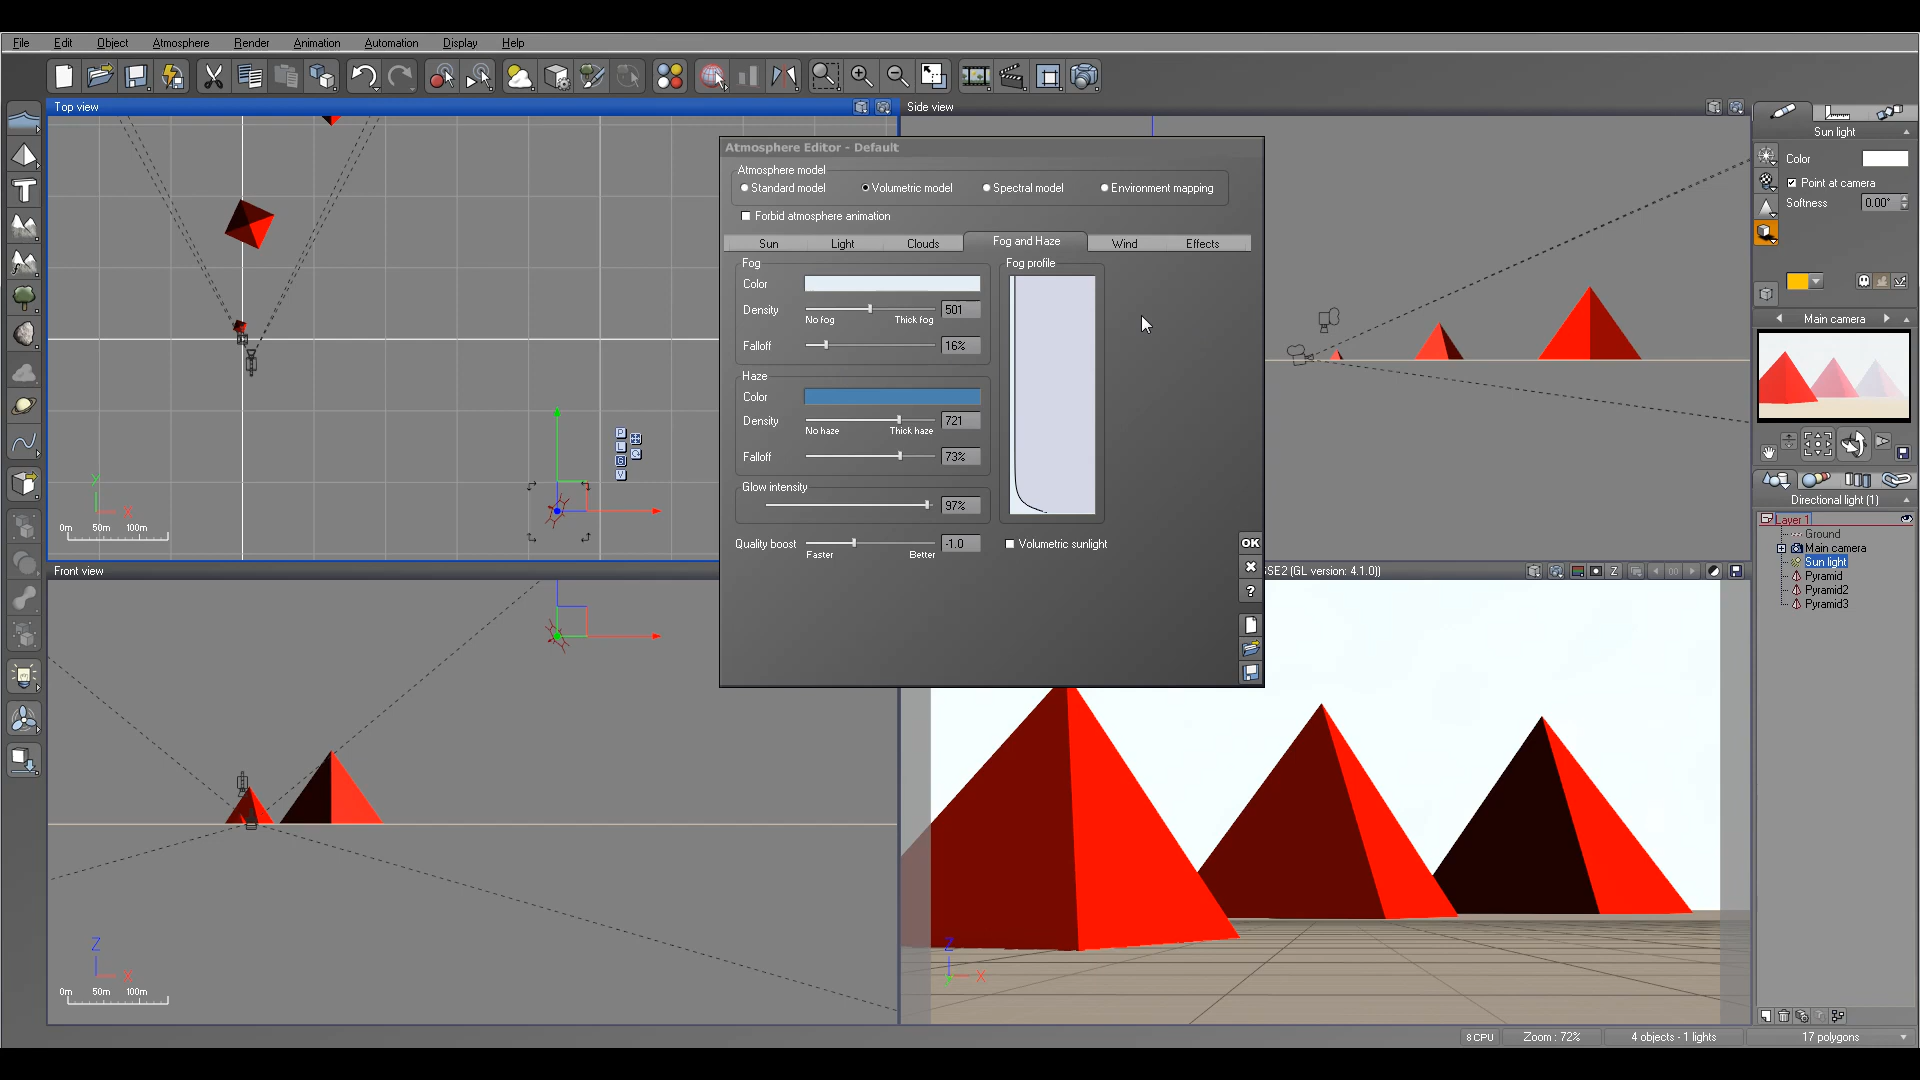 File Edit Object Atmosphere Render Animation Automation Display Help
Top view
Side view
Sun light
Atmosphere Editor - Default
Atmosphere model
Standard model Volumetric model Spectral model Environment mapping
Forbid atmosphere animation
Sun Light Clouds Fog and Haze Wind Effects
Fog
Color
Density 501
No fog Thick fog
Falloff 16%
Haze
Color
Density 721
No haze Thick haze
Falloff 73%
Glow intensity
97%
Quality boost -1.0
Faster Better
Fog profile
Volumetric sunlight
OK
?
Color
Point at camera
Softness 0.00°
Main camera
Directional light (1)
Layer 1
Ground
Main camera
Sun light
Pyramid
Pyramid2
Pyramid3
P
L
G
V
y
X
0m 50m 100m
Front view
SSE2 (GL version: 4.1.0))
Z
Z
X
0m 50m 100m
Z
y
X
8 CPU Zoom : 72% 4 objects - 1 lights 17 polygons